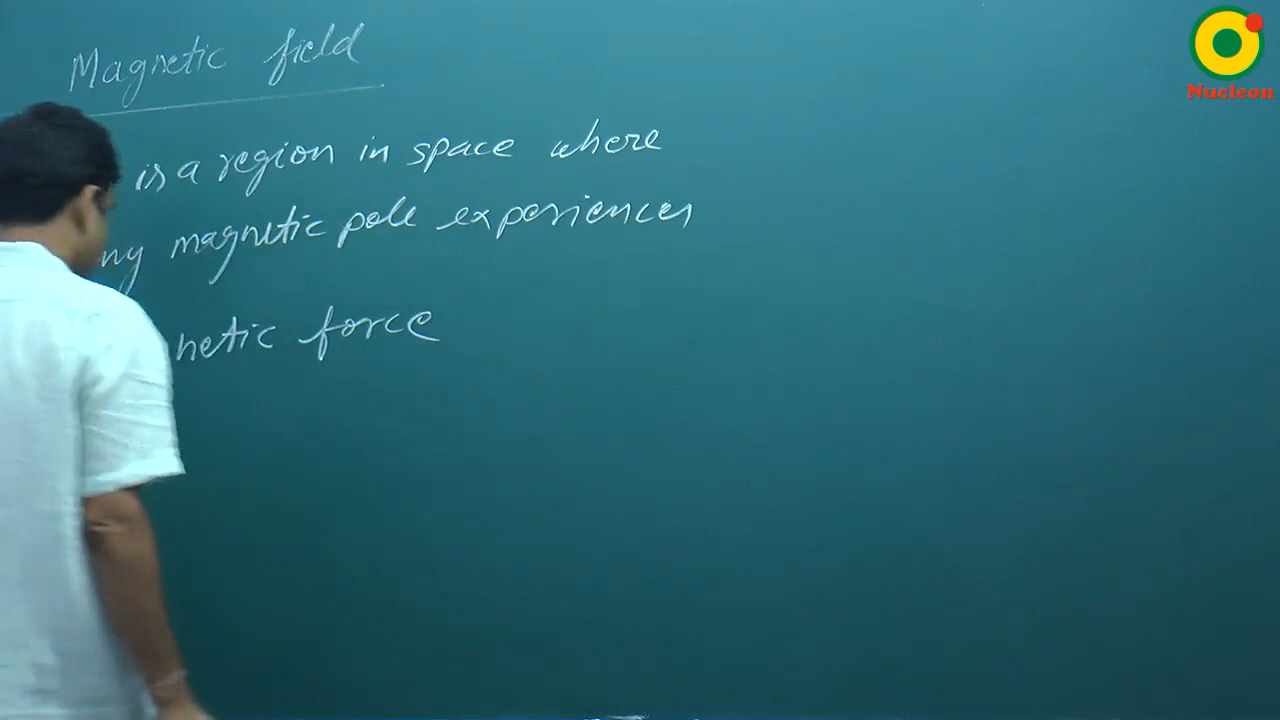 Magnetic field
is a region in space where
ny magnetic pole experiences
netic force
Nucleon